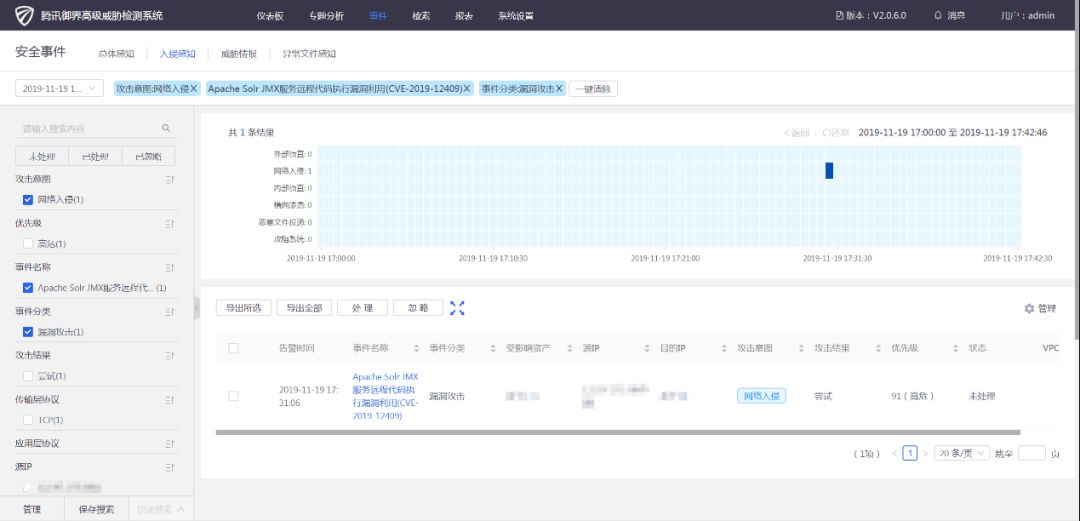 腾讯御界高级威胁检测系统
仪表板 专题分析 事件 检索 报表 系统设置
版本：V2.0.6.0 消息 用户：admin
安全事件 总体感知 入侵感知 威胁情报 异常文件感知
2019-11-19 1... 攻击意图:网络入侵X Apache Solr JMX服务远程代码执行漏洞利用(CVE-2019-12409)X 事件分类:漏洞攻击X 一键清除
请输入搜索内容
未处理 已处理 已忽略
攻击意图
网络入侵(1)
优先级
高危(1)
事件名称
Apache Solr JMX服务远程代... (1)
事件分类
漏洞攻击(1)
攻击结果
尝试(1)
传输层协议
TCP(1)
应用层协议
源IP
管理 保存搜索 快速搜索
共 1 条结果
返回 还原 2019-11-19 17:00:00 至 2019-11-19 17:42:46
外部侦查: 0
网络入侵: 1
内部侦查: 0
横向渗透: 0
恶意文件投递: 0
攻陷系统: 0
2019-11-19 17:00:00 2019-11-19 17:10:30 2019-11-19 17:21:00 2019-11-19 17:31:30 2019-11-19 17:42:30
导出所选 导出全部 处 理 忽 略 管理
告警时间 事件名称 事件分类 受影响资产 源IP 目的IP 攻击意图 攻击结果 优先级 状态 VPC
2019-11-19 17:
31:06
Apache Solr JMX
服务远程代码执
行漏洞利用(CVE-
2019-12409)
漏洞攻击 网络入侵 尝试 91（高危） 未处理
（1项） 1 20 条/页 跳至 页